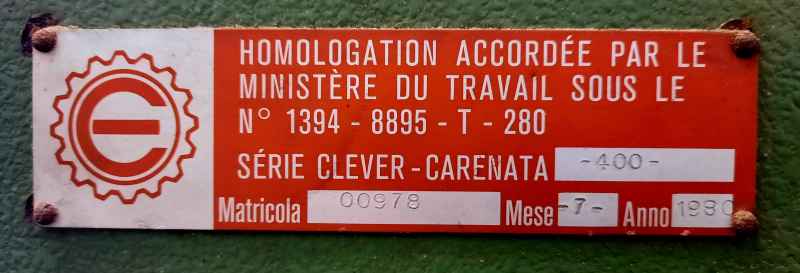 HOMOLOGATION ACCORDÉE PAR LE
MINISTÈRE DU TRAVAIL SOUS LE
N° 1394 - 8895 - T - 280
SÉRIE CLEVER - CARENATA -400-
Matricola 00978 Mese -7- Anno 1980